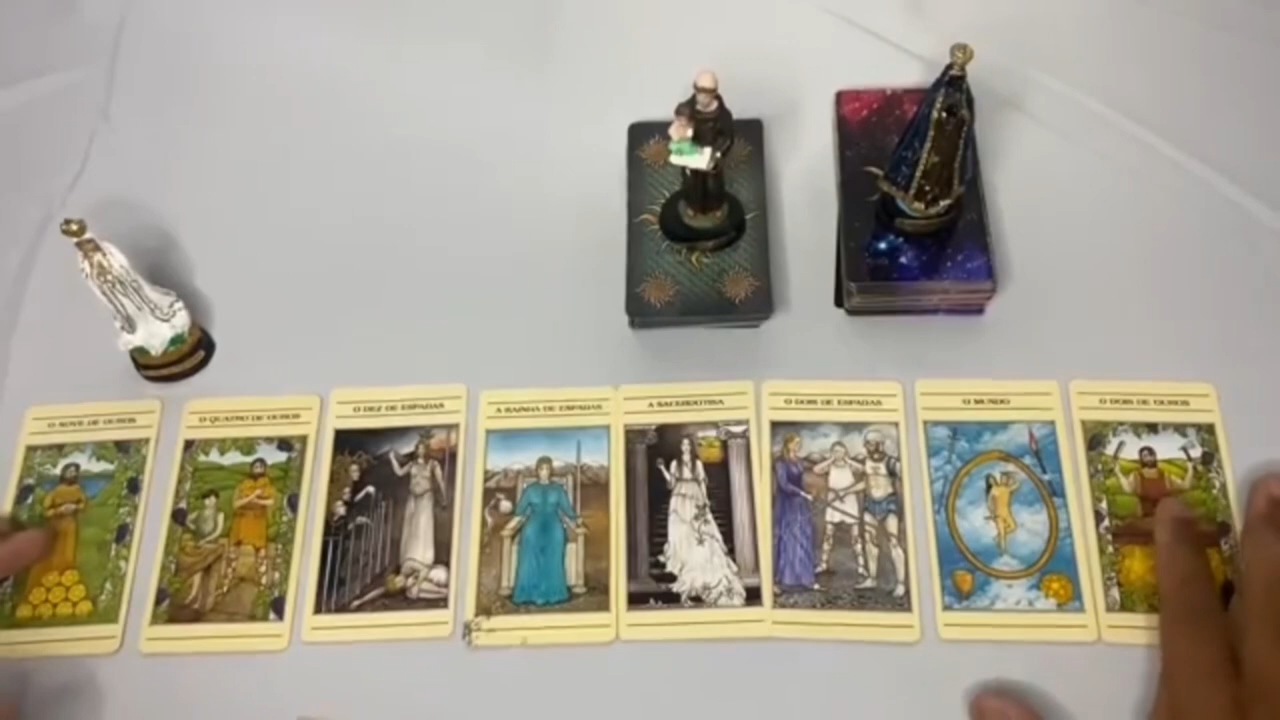 O NOVE DE OUROS
O QUATRO DE OUROS
O DEZ DE ESPADAS
A RAINHA DE ESPADAS
A SACERDOTISA
O DOIS DE ESPADAS
O MUNDO
O DOIS DE OUROS